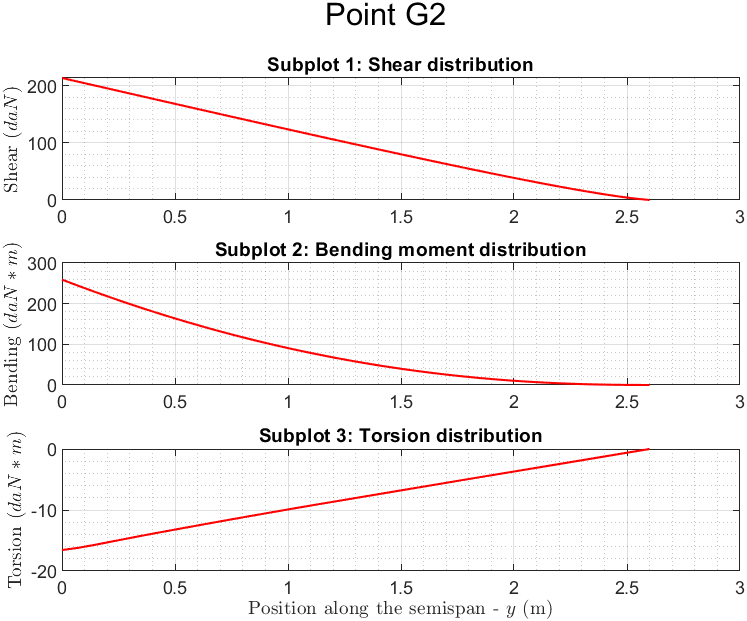 Point G2
Subplot 1: Shear distribution
Shear (daN)
200
100
0
0 0.5 1 1.5 2 2.5 3
Subplot 2: Bending moment distribution
Bending (daN ∗ m)
300
200
100
0
0 0.5 1 1.5 2 2.5 3
Subplot 3: Torsion distribution
Torsion (daN ∗ m)
0
-10
-20
0 0.5 1 1.5 2 2.5 3
Position along the semispan - y (m)